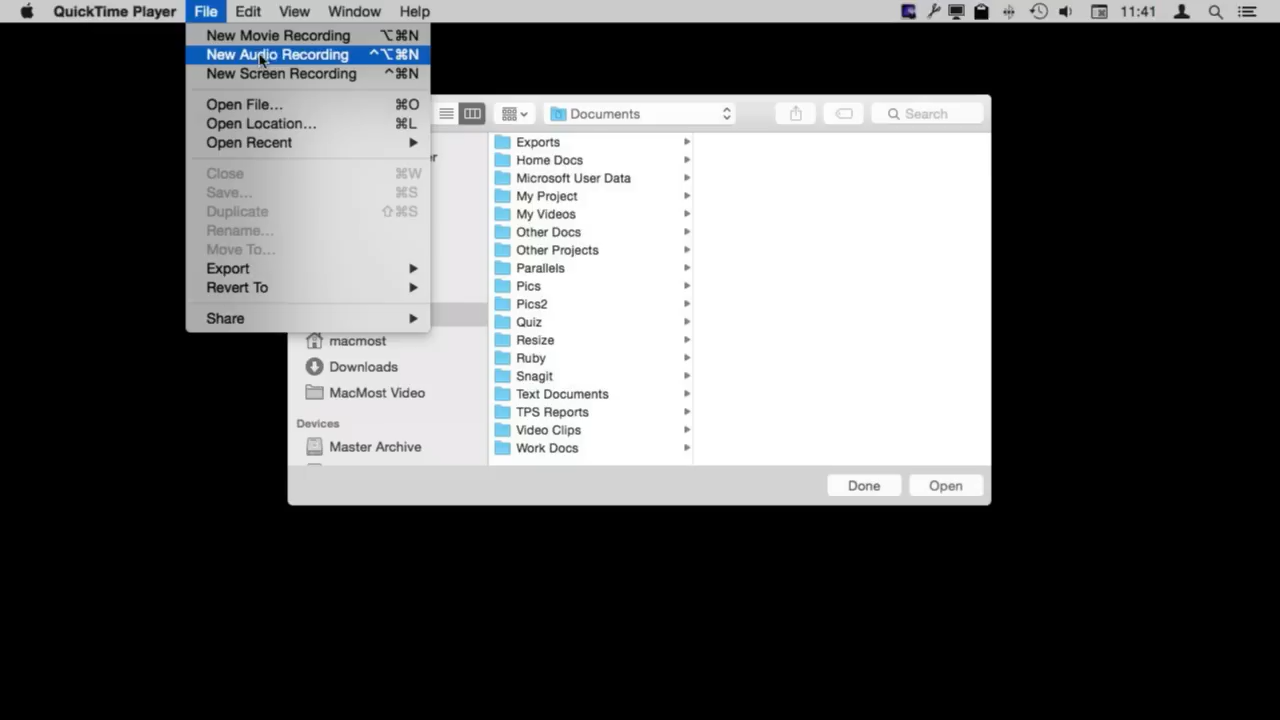 QuickTime Player File Edit View Window Help 11:41
New Movie Recording ⌥⌘N
New Audio Recording ^⌥⌘N
New Screen Recording ^⌘N
Open File... ⌘O
Open Location... ⌘L
Open Recent
Close ⌘W
Save... ⌘S
Duplicate ⇧⌘S
Rename...
Move To...
Export
Revert To
Share
Documents
Search
macmost
Downloads
MacMost Video
Devices
Master Archive
Exports
Home Docs
Microsoft User Data
My Project
My Videos
Other Docs
Other Projects
Parallels
Pics
Pics2
Quiz
Resize
Ruby
Snagit
Text Documents
TPS Reports
Video Clips
Work Docs
Done Open